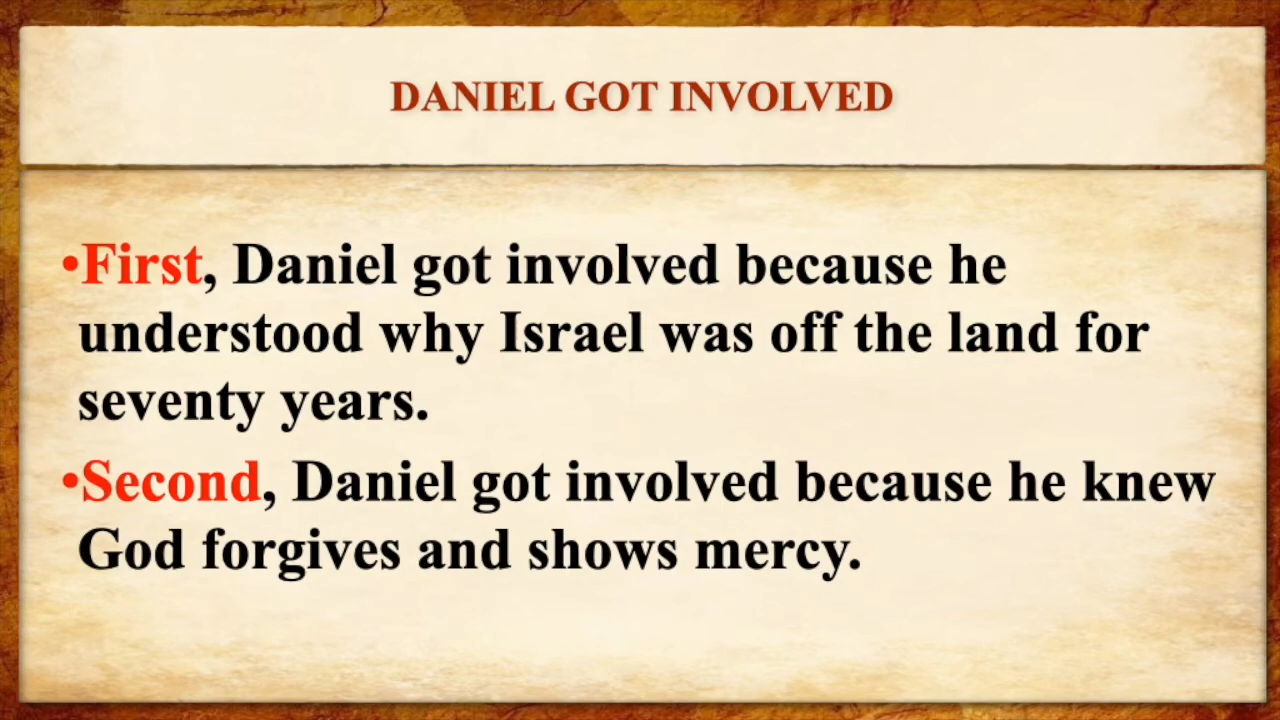 DANIEL GOT INVOLVED
•First, Daniel got involved because he
understood why Israel was off the land for
seventy years.
•Second, Daniel got involved because he knew
God forgives and shows mercy.